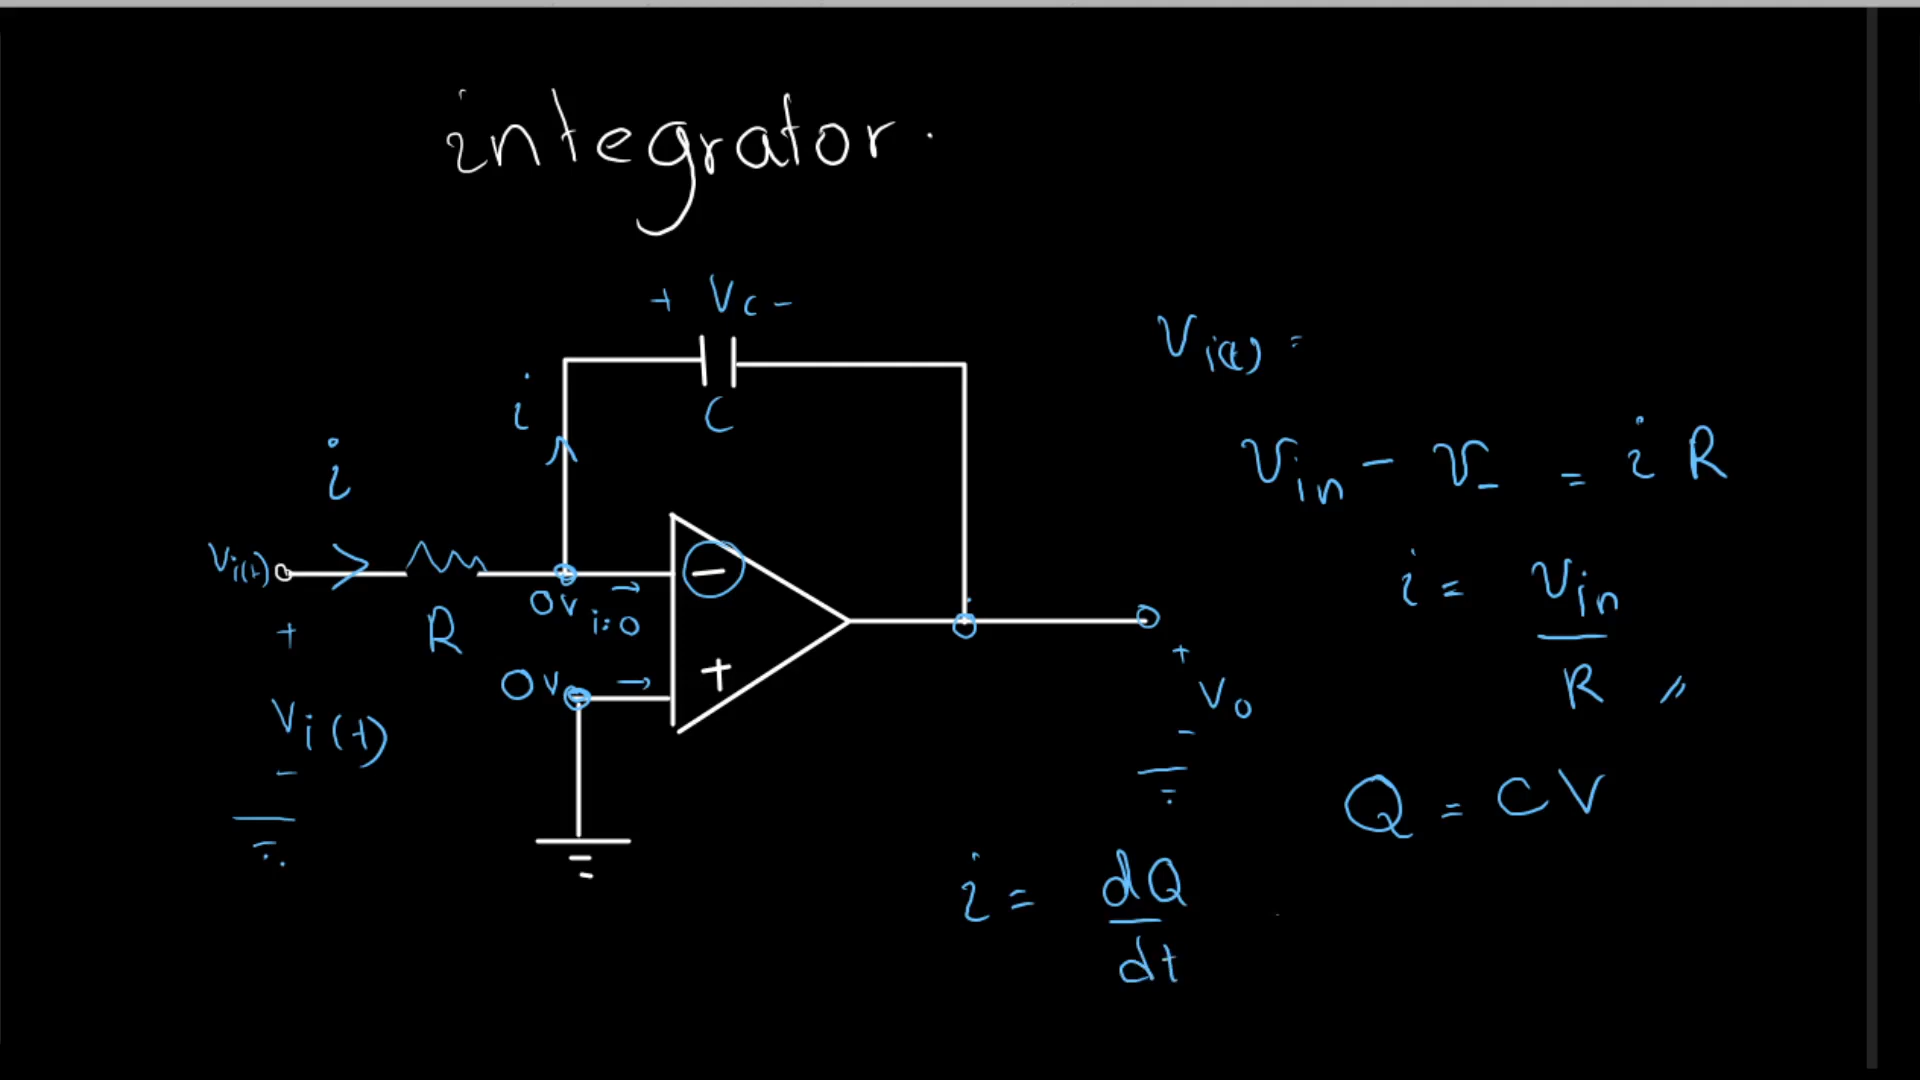 integrator.
+ Vc -
C
i
i
Vi(t)
R
0v i:0
0v
-
+
+
Vi(t)
-
+
Vo
-
Vi(t) =
Vin - V- = i R
i = Vin
R //
Q = CV
i = dQ
dt